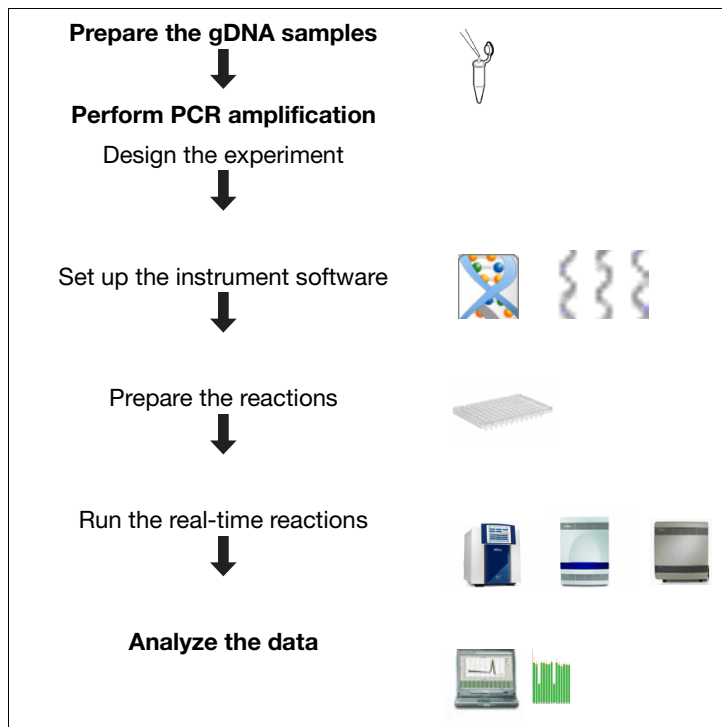 Prepare the gDNA samples
Perform PCR amplification
Design the experiment
Set up the instrument software
Prepare the reactions
Run the real-time reactions
Analyze the data